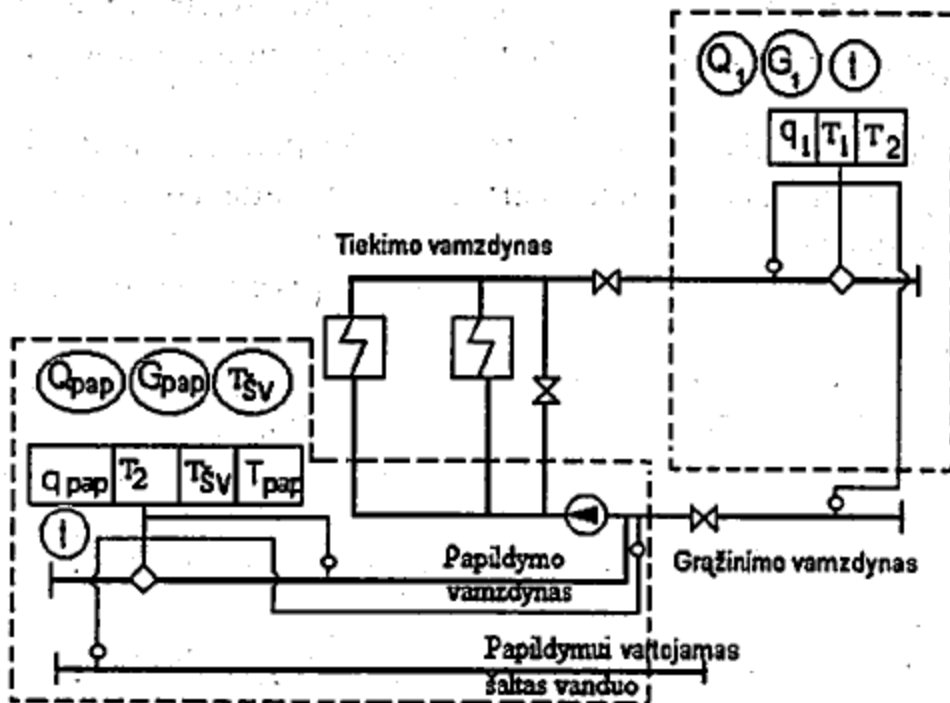 Q₁ G₁ t
q₁ T₁ T₂
Tiekimo vamzdynas
Qpap Gpap TŠV
qpap T2 TŠV Tpap
t
Papildymo
vamzdynas
Grąžinimo vamzdynas
Papildymui vartojamas
šaltas vanduo